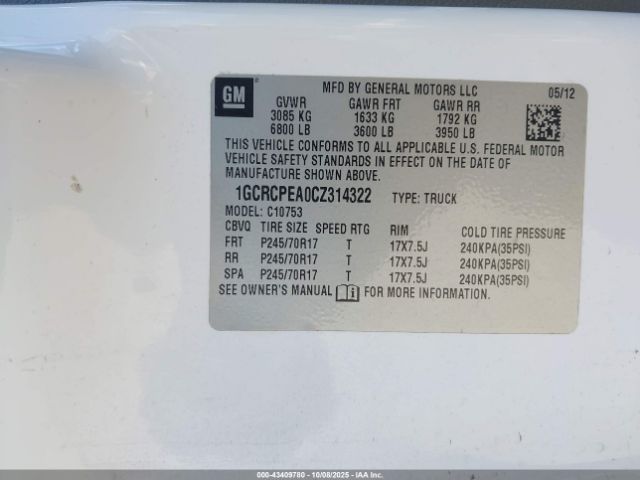 GM
MFD BY GENERAL MOTORS LLC 05/12
GVWR GAWR FRT GAWR RR
3085 KG 1633 KG 1792 KG
6800 LB 3600 LB 3950 LB
THIS VEHICLE CONFORMS TO ALL APPLICABLE U.S. FEDERAL MOTOR
VEHICLE SAFETY STANDARDS IN EFFECT ON THE DATE OF
MANUFACTURE SHOWN ABOVE.
1GCRCPEA0CZ314322 TYPE: TRUCK
MODEL: C10753
CBVQ TIRE SIZE SPEED RTG RIM COLD TIRE PRESSURE
FRT P245/70R17 T 17X7.5J 240KPA(35PSI)
RR P245/70R17 T 17X7.5J 240KPA(35PSI)
SPA P245/70R17 T 17X7.5J 240KPA(35PSI)
SEE OWNER'S MANUAL FOR MORE INFORMATION.
000-43409780 - 10/08/2025 - COPYRIGHT IAA, LLC